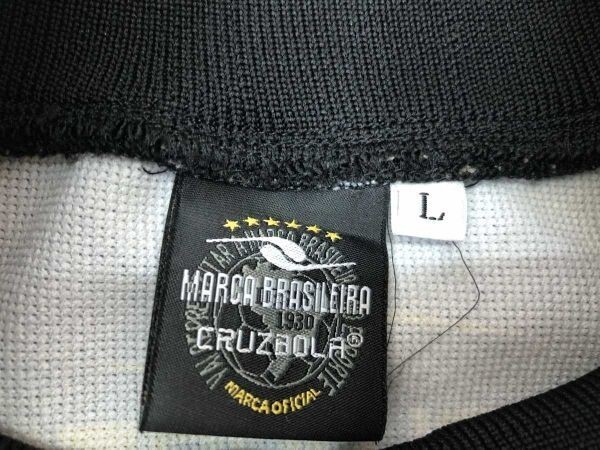 L
MARCA BRASILEIRA
1930
CRUZBOLA®
MARCA OFICIAL